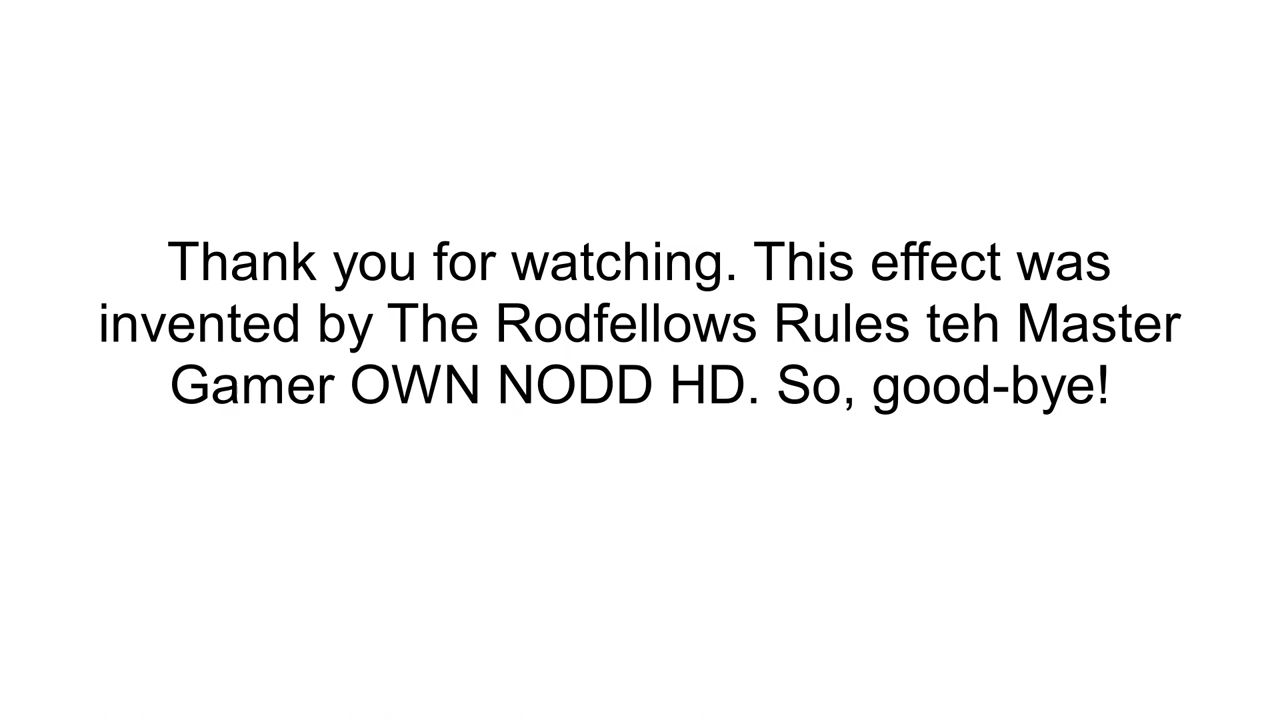 Thank you for watching. This effect was
invented by The Rodfellows Rules teh Master
Gamer OWN NODD HD. So, good-bye!